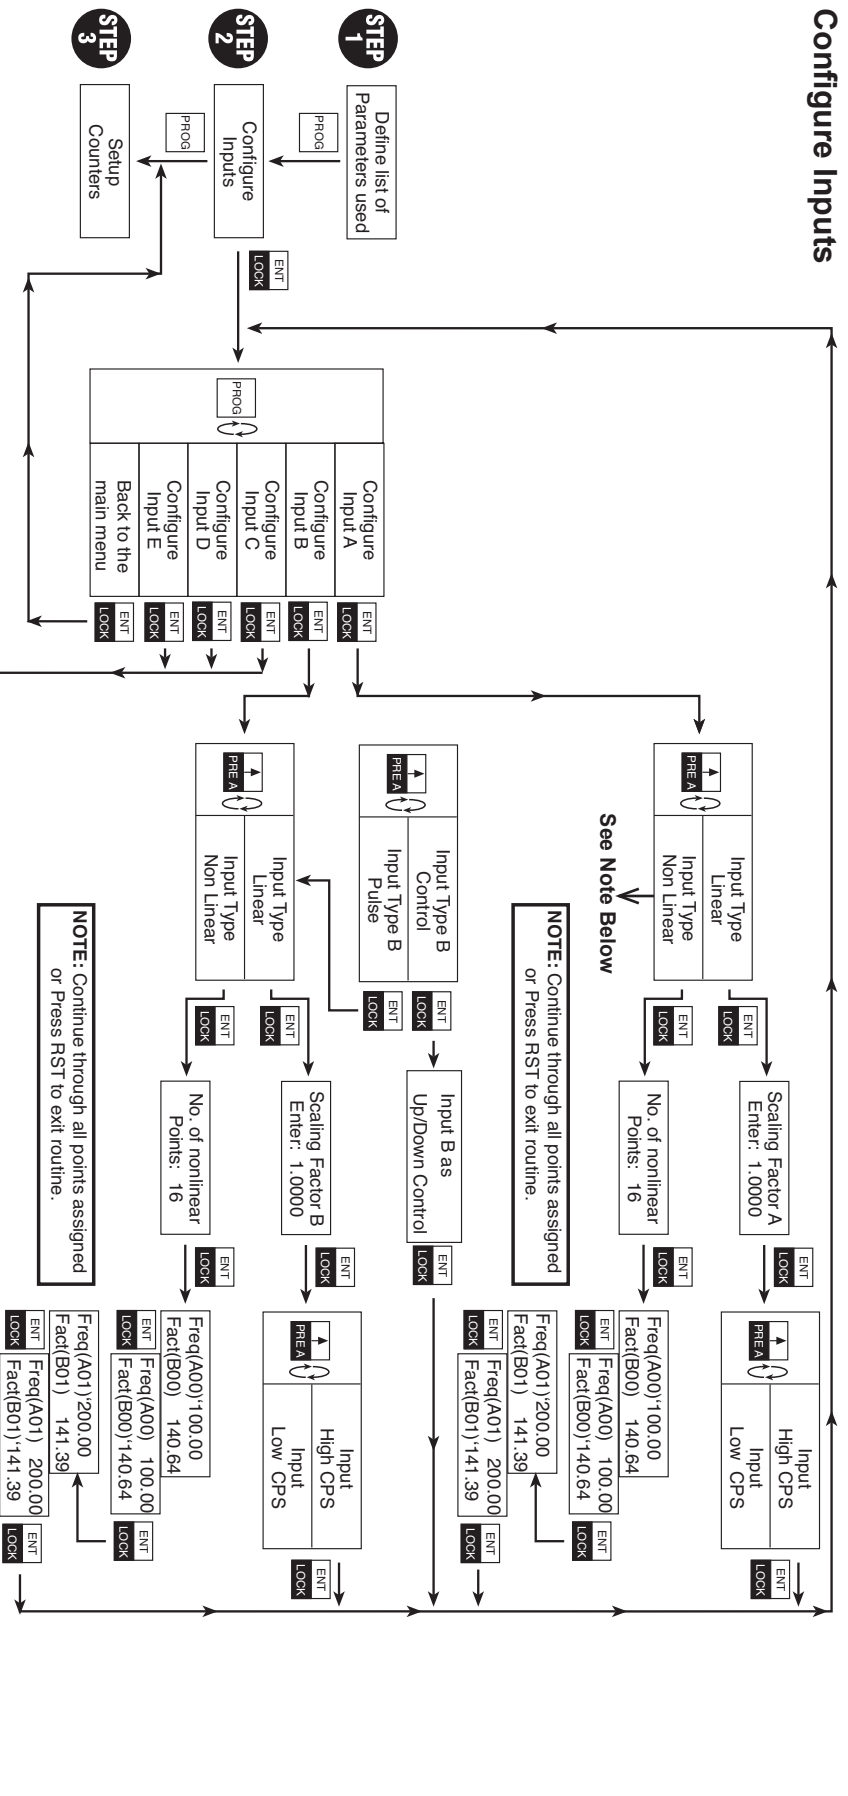 Configure Inputs
STEP
1
Define list of
Parameters used
PROG
STEP
2
Configure
Inputs
PROG
STEP
3
Setup
Counters
ENT
LOCK
PROG
Configure
Input A
ENT
LOCK
Configure
Input B
ENT
LOCK
Configure
Input C
ENT
LOCK
Configure
Input D
ENT
LOCK
Configure
Input E
ENT
LOCK
Back to the
main menu
ENT
LOCK
PRE A
Input Type
Linear
Input Type
Non Linear
ENT
LOCK
Scaling Factor A
Enter: 1.0000
ENT
LOCK
PRE A
Input
High CPS
Input
Low CPS
ENT
LOCK
ENT
LOCK
No. of nonlinear
Points: 16
ENT
LOCK
Freq(A00)'100.00
Fact(B00) 140.64
ENT
LOCK
Freq(A00) 100.00
Fact(B00)'140.64
ENT
LOCK
Freq(A01)'200.00
Fact(B01) 141.39
ENT
LOCK
Freq(A01) 200.00
Fact(B01)'141.39
ENT
LOCK
See Note Below
NOTE: Continue through all points assigned
or Press RST to exit routine.
PRE A
Input Type B
Control
Input Type B
Pulse
ENT
LOCK
Input B as
Up/Down Control
ENT
LOCK
ENT
LOCK
PRE A
Input Type
Linear
Input Type
Non Linear
ENT
LOCK
Scaling Factor B
Enter: 1.0000
ENT
LOCK
PRE A
Input
High CPS
Input
Low CPS
ENT
LOCK
ENT
LOCK
No. of nonlinear
Points: 16
ENT
LOCK
Freq(A00)'100.00
Fact(B00) 140.64
ENT
LOCK
Freq(A00) 100.00
Fact(B00)'140.64
ENT
LOCK
Freq(A01)'200.00
Fact(B01) 141.39
ENT
LOCK
Freq(A01) 200.00
Fact(B01)'141.39
ENT
LOCK
NOTE: Continue through all points assigned
or Press RST to exit routine.